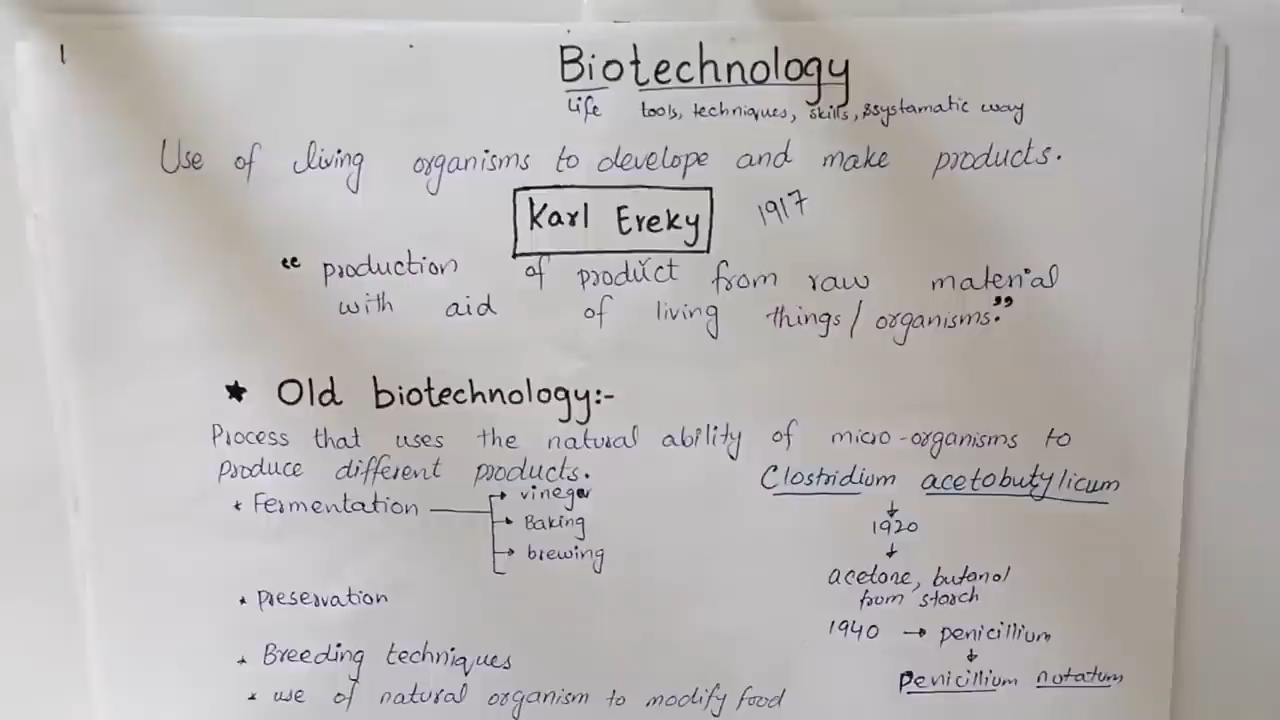 1
Biotechnology
Life tools, techniques, skills, & systamatic way
Use of living organisms to develope and make products.
Karl Ereky 1917
“ production of product from raw material
with aid of living things / organisms.”
★ Old biotechnology:-
Process that uses the natural ability of micro-organisms to
produce different products.
Clostridium acetobutylicum
* Fermentation → vinegar
→ Baking
→ brewing
↓
1920
↓
acetone, butanol
from starch
* Preservation
1940 → penicillium
↓
Penicillium notatum
* Breeding techniques
* use of natural organism to modify food